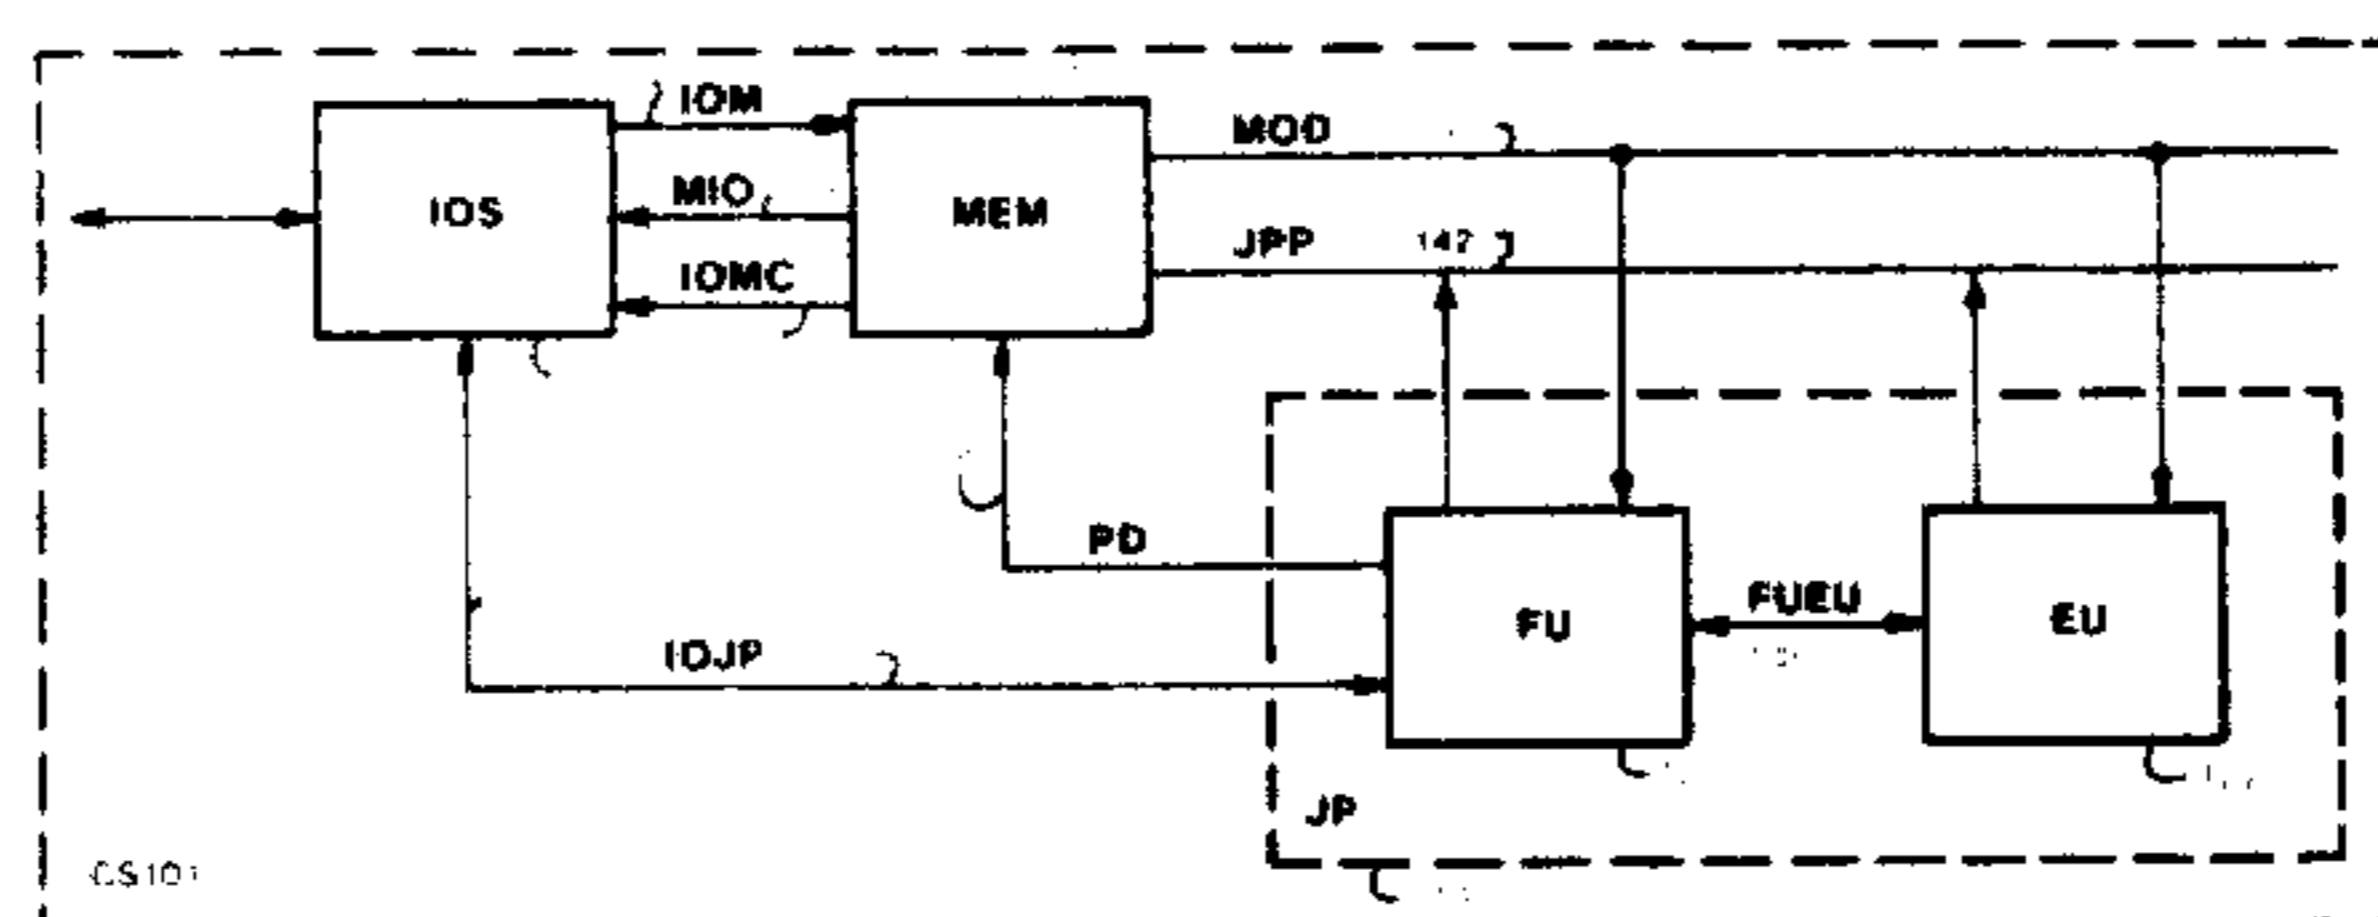 IOM
MOD
MIO
IOS
MEM
JPP 147
IOMC
PD
FUEU
FU
EU
IOJP
JP
CS101